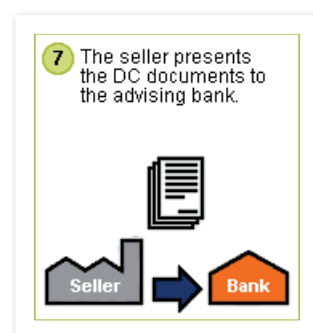 7 The seller presents
the DC documents to
the advising bank.
Seller
Bank